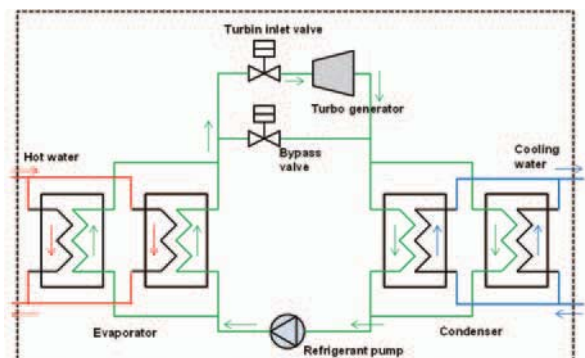 Turbin inlet valve
Turbo generator
Hot water
Bypass
valve
Cooling
water
Evaporator
Condenser
Refrigerant pump